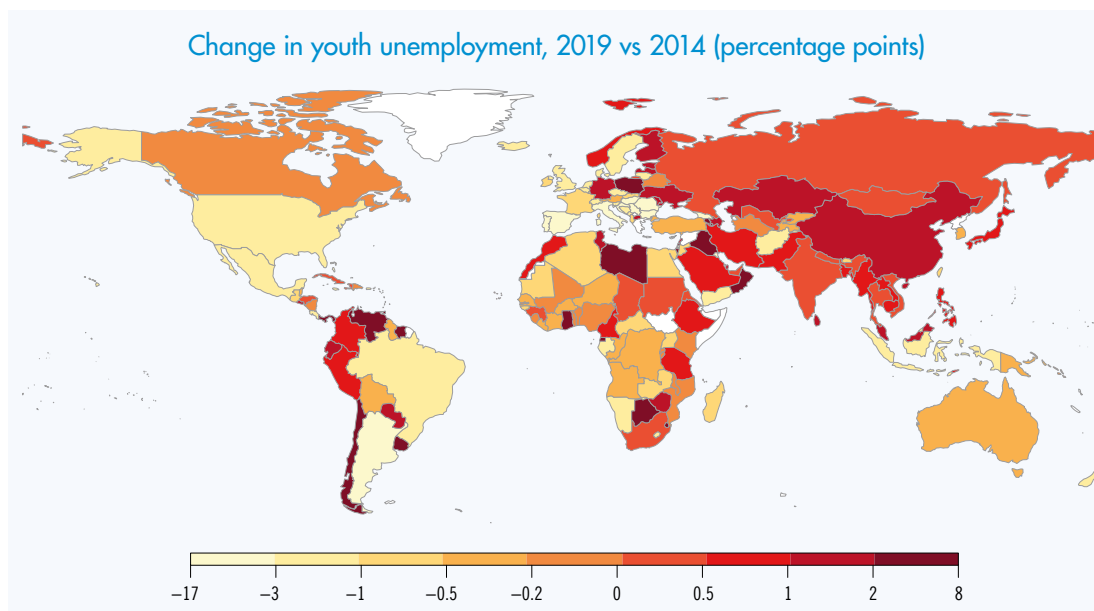 Change in youth unemployment, 2019 vs 2014 (percentage points)
−17 −3 −1 −0.5 −0.2 0 0.5 1 2 8